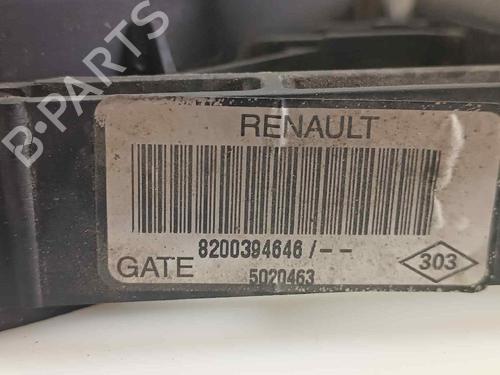 B-PARTS
RENAULT
8200394646/--
GATE
303
5020463